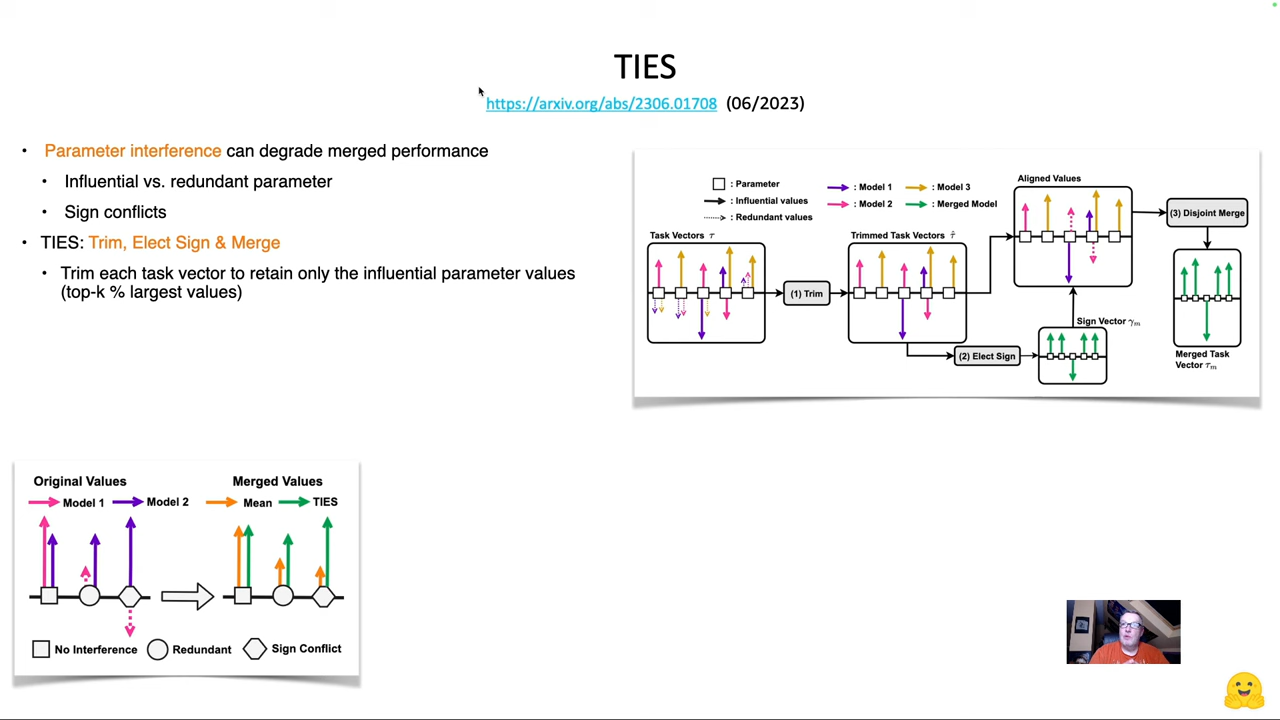 TIES
https://arxiv.org/abs/2306.01708 (06/2023)
• Parameter interference can degrade merged performance
• Influential vs. redundant parameter
• Sign conflicts
• TIES: Trim, Elect Sign & Merge
• Trim each task vector to retain only the influential parameter values
(top-k % largest values)
: Parameter
: Influential values
: Redundant values
: Model 1
: Model 2
: Model 3
: Merged Model
Task Vectors τ
(1) Trim
Trimmed Task Vectors τ̂
(2) Elect Sign
Sign Vector γm
Aligned Values
(3) Disjoint Merge
Merged Task
Vector τm
Original Values
Model 1
Model 2
Merged Values
Mean
TIES
No Interference
Redundant
Sign Conflict